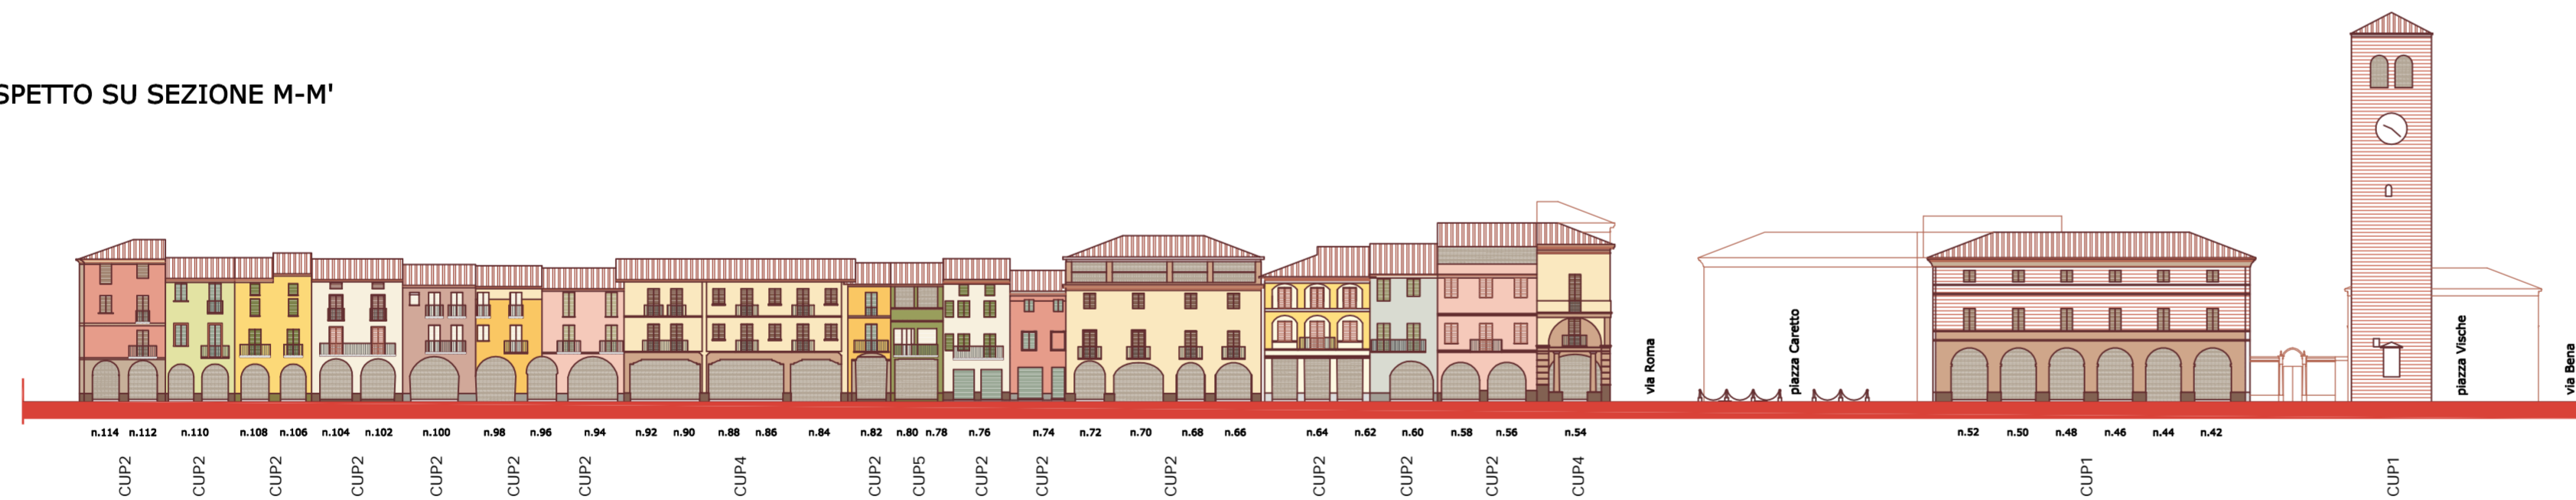 SPETTO SU SEZIONE M-M'
via Roma
piazza Caretto
piazza Vische
via Bena
n.114 n.112 n.110 n.108 n.106 n.104 n.102 n.100 n.98 n.96 n.94 n.92 n.90 n.88 n.86 n.84 n.82 n.80 n.78 n.76 n.74 n.72 n.70 n.68 n.66 n.64 n.62 n.60 n.58 n.56 n.54 n.52 n.50 n.48 n.46 n.44 n.42
CUP2 CUP2 CUP2 CUP2 CUP2 CUP2 CUP2 CUP4 CUP2 CUP5 CUP2 CUP2 CUP2 CUP2 CUP2 CUP2 CUP4 CUP1 CUP1